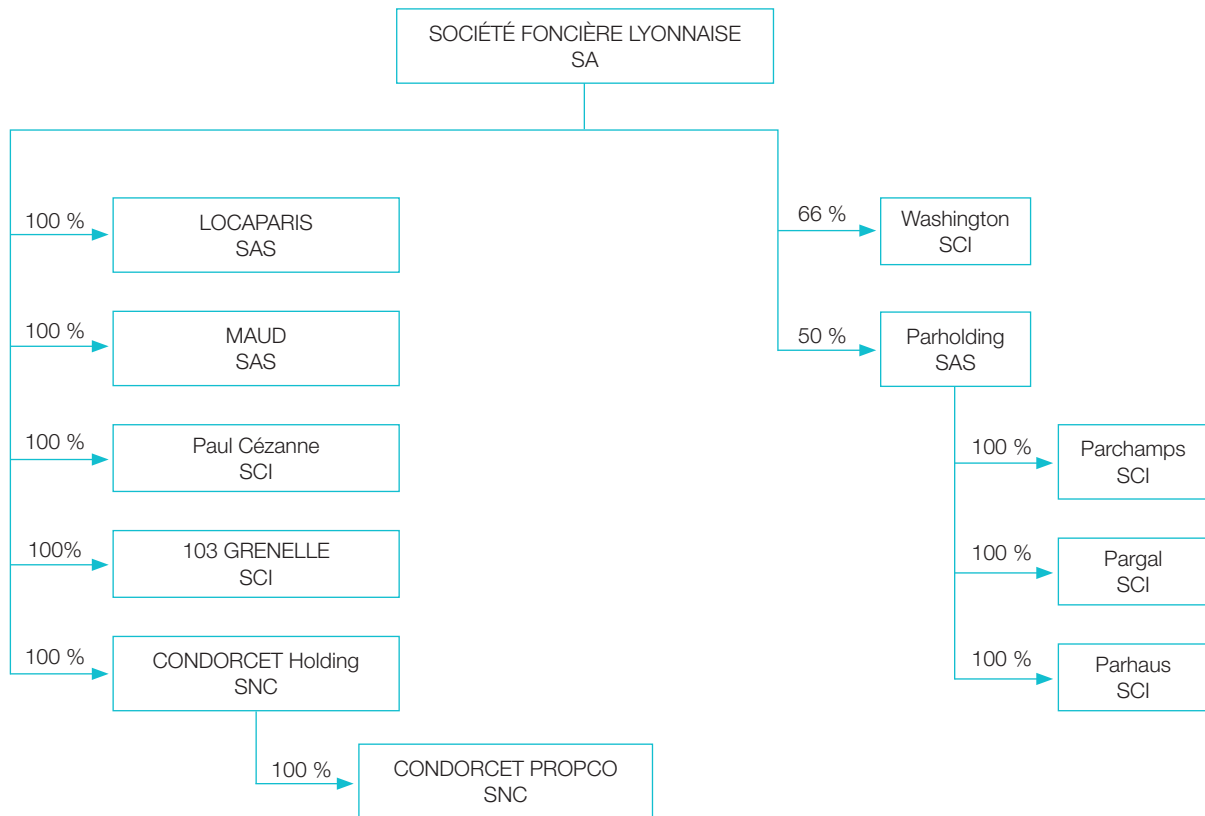 SOCIÉTÉ FONCIÈRE LYONNAISE
SA
100 %
LOCAPARIS
SAS
100 %
MAUD
SAS
100 %
Paul Cézanne
SCI
100%
103 GRENELLE
SCI
100 %
CONDORCET Holding
SNC
100 %
CONDORCET PROPCO
SNC
66 %
Washington
SCI
50 %
Parholding
SAS
100 %
Parchamps
SCI
100 %
Pargal
SCI
100 %
Parhaus
SCI